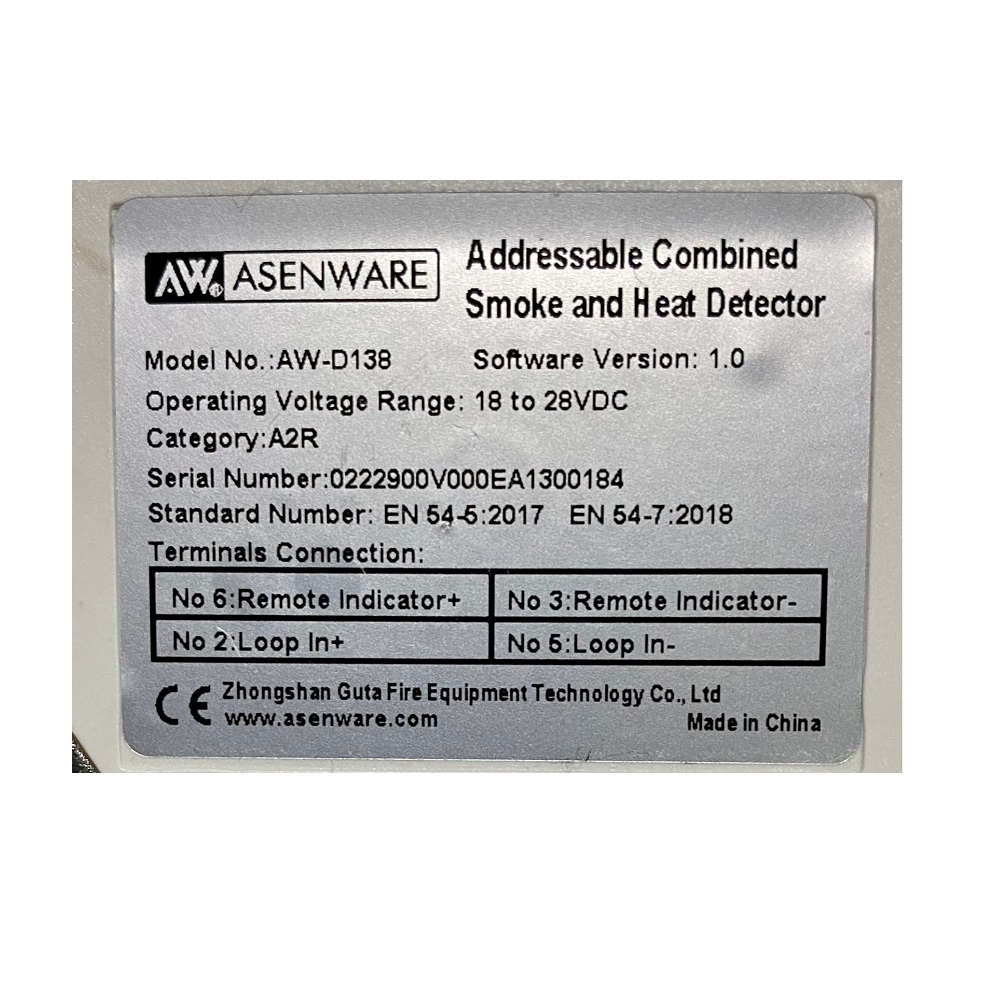 AW® ASENWARE
Addressable Combined
Smoke and Heat Detector
Model No.:AW-D138 Software Version: 1.0
Operating Voltage Range: 18 to 28VDC
Category:A2R
Serial Number:0222900V000EA1300184
Standard Number: EN 54-5:2017 EN 54-7:2018
Terminals Connection:
No 6:Remote Indicator+ No 3:Remote Indicator-
No 2:Loop In+ No 5:Loop In-
CE Zhongshan Guta Fire Equipment Technology Co., Ltd
www.asenware.com Made in China